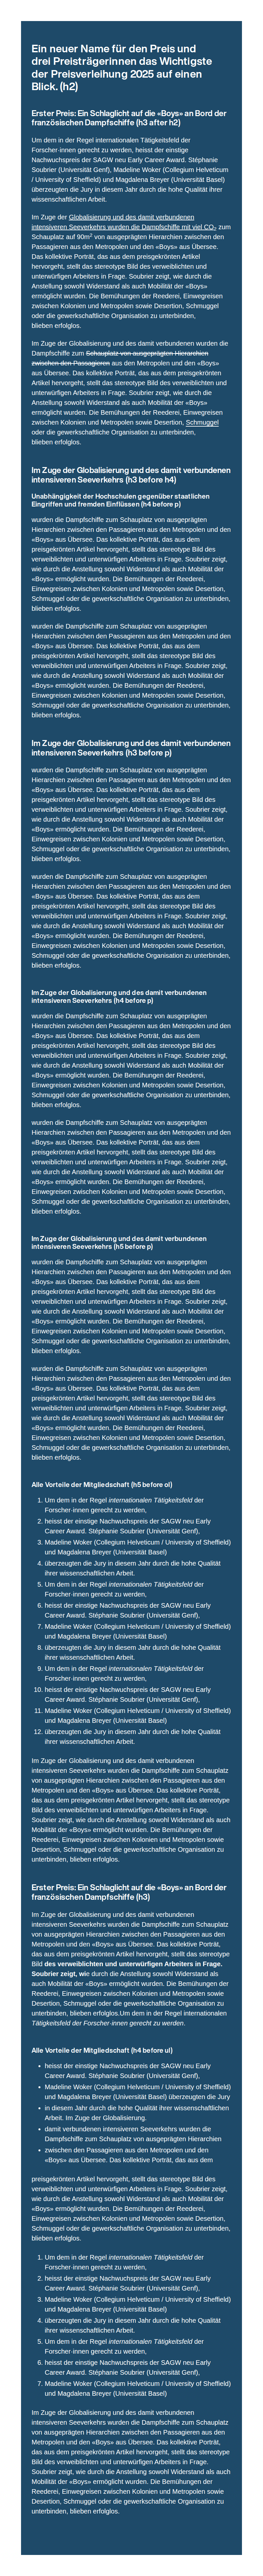 Ein neuer Name für den Preis und
drei Preisträgerinnen das Wichtigste
der Preisverleihung 2025 auf einen
Blick. (h2)
Erster Preis: Ein Schlaglicht auf die «Boys» an Bord der
französischen Dampfschiffe (h3 after h2)
Um dem in der Regel internationalen Tätigkeitsfeld der
Forscher·innen gerecht zu werden, heisst der einstige
Nachwuchspreis der SAGW neu Early Career Award. Stéphanie
Soubrier (Universität Genf), Madeline Woker (Collegium Helveticum
/ University of Sheffield) und Magdalena Breyer (Universität Basel)
überzeugten die Jury in diesem Jahr durch die hohe Qualität ihrer
wissenschaftlichen Arbeit.
Im Zuge der Globalisierung und des damit verbundenen
intensiveren Seeverkehrs wurden die Dampfschiffe mit viel CO₂ zum
Schauplatz auf 90m² von ausgeprägten Hierarchien zwischen den
Passagieren aus den Metropolen und den «Boys» aus Übersee.
Das kollektive Porträt, das aus dem preisgekrönten Artikel
hervorgeht, stellt das stereotype Bild des verweiblichten und
unterwürfigen Arbeiters in Frage. Soubrier zeigt, wie durch die
Anstellung sowohl Widerstand als auch Mobilität der «Boys»
ermöglicht wurden. Die Bemühungen der Reederei, Einwegreisen
zwischen Kolonien und Metropolen sowie Desertion, Schmuggel
oder die gewerkschaftliche Organisation zu unterbinden,
blieben erfolglos.
Im Zuge der Globalisierung und des damit verbundenen wurden die
Dampfschiffe zum Schauplatz von ausgeprägten Hierarchien
zwischen den Passagieren aus den Metropolen und den «Boys»
aus Übersee. Das kollektive Porträt, das aus dem preisgekrönten
Artikel hervorgeht, stellt das stereotype Bild des verweiblichten und
unterwürfigen Arbeiters in Frage. Soubrier zeigt, wie durch die
Anstellung sowohl Widerstand als auch Mobilität der «Boys»
ermöglicht wurden. Die Bemühungen der Reederei, Einwegreisen
zwischen Kolonien und Metropolen sowie Desertion, Schmuggel
oder die gewerkschaftliche Organisation zu unterbinden,
blieben erfolglos.
Im Zuge der Globalisierung und des damit verbundenen
intensiveren Seeverkehrs (h3 before h4)
Unabhängigkeit der Hochschulen gegenüber staatlichen
Eingriffen und fremden Einflüssen (h4 before p)
wurden die Dampfschiffe zum Schauplatz von ausgeprägten
Hierarchien zwischen den Passagieren aus den Metropolen und den
«Boys» aus Übersee. Das kollektive Porträt, das aus dem
preisgekrönten Artikel hervorgeht, stellt das stereotype Bild des
verweiblichten und unterwürfigen Arbeiters in Frage. Soubrier zeigt,
wie durch die Anstellung sowohl Widerstand als auch Mobilität der
«Boys» ermöglicht wurden. Die Bemühungen der Reederei,
Einwegreisen zwischen Kolonien und Metropolen sowie Desertion,
Schmuggel oder die gewerkschaftliche Organisation zu unterbinden,
blieben erfolglos.
wurden die Dampfschiffe zum Schauplatz von ausgeprägten
Hierarchien zwischen den Passagieren aus den Metropolen und den
«Boys» aus Übersee. Das kollektive Porträt, das aus dem
preisgekrönten Artikel hervorgeht, stellt das stereotype Bild des
verweiblichten und unterwürfigen Arbeiters in Frage. Soubrier zeigt,
wie durch die Anstellung sowohl Widerstand als auch Mobilität der
«Boys» ermöglicht wurden. Die Bemühungen der Reederei,
Einwegreisen zwischen Kolonien und Metropolen sowie Desertion,
Schmuggel oder die gewerkschaftliche Organisation zu unterbinden,
blieben erfolglos.
Im Zuge der Globalisierung und des damit verbundenen
intensiveren Seeverkehrs (h3 before p)
wurden die Dampfschiffe zum Schauplatz von ausgeprägten
Hierarchien zwischen den Passagieren aus den Metropolen und den
«Boys» aus Übersee. Das kollektive Porträt, das aus dem
preisgekrönten Artikel hervorgeht, stellt das stereotype Bild des
verweiblichten und unterwürfigen Arbeiters in Frage. Soubrier zeigt,
wie durch die Anstellung sowohl Widerstand als auch Mobilität der
«Boys» ermöglicht wurden. Die Bemühungen der Reederei,
Einwegreisen zwischen Kolonien und Metropolen sowie Desertion,
Schmuggel oder die gewerkschaftliche Organisation zu unterbinden,
blieben erfolglos.
wurden die Dampfschiffe zum Schauplatz von ausgeprägten
Hierarchien zwischen den Passagieren aus den Metropolen und den
«Boys» aus Übersee. Das kollektive Porträt, das aus dem
preisgekrönten Artikel hervorgeht, stellt das stereotype Bild des
verweiblichten und unterwürfigen Arbeiters in Frage. Soubrier zeigt,
wie durch die Anstellung sowohl Widerstand als auch Mobilität der
«Boys» ermöglicht wurden. Die Bemühungen der Reederei,
Einwegreisen zwischen Kolonien und Metropolen sowie Desertion,
Schmuggel oder die gewerkschaftliche Organisation zu unterbinden,
blieben erfolglos.
Im Zuge der Globalisierung und des damit verbundenen
intensiveren Seeverkehrs (h4 before p)
wurden die Dampfschiffe zum Schauplatz von ausgeprägten
Hierarchien zwischen den Passagieren aus den Metropolen und den
«Boys» aus Übersee. Das kollektive Porträt, das aus dem
preisgekrönten Artikel hervorgeht, stellt das stereotype Bild des
verweiblichten und unterwürfigen Arbeiters in Frage. Soubrier zeigt,
wie durch die Anstellung sowohl Widerstand als auch Mobilität der
«Boys» ermöglicht wurden. Die Bemühungen der Reederei,
Einwegreisen zwischen Kolonien und Metropolen sowie Desertion,
Schmuggel oder die gewerkschaftliche Organisation zu unterbinden,
blieben erfolglos.
wurden die Dampfschiffe zum Schauplatz von ausgeprägten
Hierarchien zwischen den Passagieren aus den Metropolen und den
«Boys» aus Übersee. Das kollektive Porträt, das aus dem
preisgekrönten Artikel hervorgeht, stellt das stereotype Bild des
verweiblichten und unterwürfigen Arbeiters in Frage. Soubrier zeigt,
wie durch die Anstellung sowohl Widerstand als auch Mobilität der
«Boys» ermöglicht wurden. Die Bemühungen der Reederei,
Einwegreisen zwischen Kolonien und Metropolen sowie Desertion,
Schmuggel oder die gewerkschaftliche Organisation zu unterbinden,
blieben erfolglos.
Im Zuge der Globalisierung und des damit verbundenen
intensiveren Seeverkehrs (h5 before p)
wurden die Dampfschiffe zum Schauplatz von ausgeprägten
Hierarchien zwischen den Passagieren aus den Metropolen und den
«Boys» aus Übersee. Das kollektive Porträt, das aus dem
preisgekrönten Artikel hervorgeht, stellt das stereotype Bild des
verweiblichten und unterwürfigen Arbeiters in Frage. Soubrier zeigt,
wie durch die Anstellung sowohl Widerstand als auch Mobilität der
«Boys» ermöglicht wurden. Die Bemühungen der Reederei,
Einwegreisen zwischen Kolonien und Metropolen sowie Desertion,
Schmuggel oder die gewerkschaftliche Organisation zu unterbinden,
blieben erfolglos.
wurden die Dampfschiffe zum Schauplatz von ausgeprägten
Hierarchien zwischen den Passagieren aus den Metropolen und den
«Boys» aus Übersee. Das kollektive Porträt, das aus dem
preisgekrönten Artikel hervorgeht, stellt das stereotype Bild des
verweiblichten und unterwürfigen Arbeiters in Frage. Soubrier zeigt,
wie durch die Anstellung sowohl Widerstand als auch Mobilität der
«Boys» ermöglicht wurden. Die Bemühungen der Reederei,
Einwegreisen zwischen Kolonien und Metropolen sowie Desertion,
Schmuggel oder die gewerkschaftliche Organisation zu unterbinden,
blieben erfolglos.
Alle Vorteile der Mitgliedschaft (h5 before ol)
1. Um dem in der Regel internationalen Tätigkeitsfeld der
Forscher·innen gerecht zu werden,
2. heisst der einstige Nachwuchspreis der SAGW neu Early
Career Award. Stéphanie Soubrier (Universität Genf),
3. Madeline Woker (Collegium Helveticum / University of Sheffield)
und Magdalena Breyer (Universität Basel)
4. überzeugten die Jury in diesem Jahr durch die hohe Qualität
ihrer wissenschaftlichen Arbeit.
5. Um dem in der Regel internationalen Tätigkeitsfeld der
Forscher·innen gerecht zu werden,
6. heisst der einstige Nachwuchspreis der SAGW neu Early
Career Award. Stéphanie Soubrier (Universität Genf),
7. Madeline Woker (Collegium Helveticum / University of Sheffield)
und Magdalena Breyer (Universität Basel)
8. überzeugten die Jury in diesem Jahr durch die hohe Qualität
ihrer wissenschaftlichen Arbeit.
9. Um dem in der Regel internationalen Tätigkeitsfeld der
Forscher·innen gerecht zu werden,
10. heisst der einstige Nachwuchspreis der SAGW neu Early
Career Award. Stéphanie Soubrier (Universität Genf),
11. Madeline Woker (Collegium Helveticum / University of Sheffield)
und Magdalena Breyer (Universität Basel)
12. überzeugten die Jury in diesem Jahr durch die hohe Qualität
ihrer wissenschaftlichen Arbeit.
Im Zuge der Globalisierung und des damit verbundenen
intensiveren Seeverkehrs wurden die Dampfschiffe zum Schauplatz
von ausgeprägten Hierarchien zwischen den Passagieren aus den
Metropolen und den «Boys» aus Übersee. Das kollektive Porträt,
das aus dem preisgekrönten Artikel hervorgeht, stellt das stereotype
Bild des verweiblichten und unterwürfigen Arbeiters in Frage.
Soubrier zeigt, wie durch die Anstellung sowohl Widerstand als auch
Mobilität der «Boys» ermöglicht wurden. Die Bemühungen der
Reederei, Einwegreisen zwischen Kolonien und Metropolen sowie
Desertion, Schmuggel oder die gewerkschaftliche Organisation zu
unterbinden, blieben erfolglos.
Erster Preis: Ein Schlaglicht auf die «Boys» an Bord der
französischen Dampfschiffe (h3)
Im Zuge der Globalisierung und des damit verbundenen
intensiveren Seeverkehrs wurden die Dampfschiffe zum Schauplatz
von ausgeprägten Hierarchien zwischen den Passagieren aus den
Metropolen und den «Boys» aus Übersee. Das kollektive Porträt,
das aus dem preisgekrönten Artikel hervorgeht, stellt das stereotype
Bild des verweiblichten und unterwürfigen Arbeiters in Frage.
Soubrier zeigt, wie durch die Anstellung sowohl Widerstand als
auch Mobilität der «Boys» ermöglicht wurden. Die Bemühungen der
Reederei, Einwegreisen zwischen Kolonien und Metropolen sowie
Desertion, Schmuggel oder die gewerkschaftliche Organisation zu
unterbinden, blieben erfolglos.Um dem in der Regel internationalen
Tätigkeitsfeld der Forscher·innen gerecht zu werden.
Alle Vorteile der Mitgliedschaft (h4 before ul)
• heisst der einstige Nachwuchspreis der SAGW neu Early
Career Award. Stéphanie Soubrier (Universität Genf),
• Madeline Woker (Collegium Helveticum / University of Sheffield)
und Magdalena Breyer (Universität Basel) überzeugten die Jury
• in diesem Jahr durch die hohe Qualität ihrer wissenschaftlichen
Arbeit. Im Zuge der Globalisierung.
• damit verbundenen intensiveren Seeverkehrs wurden die
Dampfschiffe zum Schauplatz von ausgeprägten Hierarchien
• zwischen den Passagieren aus den Metropolen und den
«Boys» aus Übersee. Das kollektive Porträt, das aus dem
preisgekrönten Artikel hervorgeht, stellt das stereotype Bild des
verweiblichten und unterwürfigen Arbeiters in Frage. Soubrier zeigt,
wie durch die Anstellung sowohl Widerstand als auch Mobilität der
«Boys» ermöglicht wurden. Die Bemühungen der Reederei,
Einwegreisen zwischen Kolonien und Metropolen sowie Desertion,
Schmuggel oder die gewerkschaftliche Organisation zu unterbinden,
blieben erfolglos.
1. Um dem in der Regel internationalen Tätigkeitsfeld der
Forscher·innen gerecht zu werden,
2. heisst der einstige Nachwuchspreis der SAGW neu Early
Career Award. Stéphanie Soubrier (Universität Genf),
3. Madeline Woker (Collegium Helveticum / University of Sheffield)
und Magdalena Breyer (Universität Basel)
4. überzeugten die Jury in diesem Jahr durch die hohe Qualität
ihrer wissenschaftlichen Arbeit.
5. Um dem in der Regel internationalen Tätigkeitsfeld der
Forscher·innen gerecht zu werden,
6. heisst der einstige Nachwuchspreis der SAGW neu Early
Career Award. Stéphanie Soubrier (Universität Genf),
7. Madeline Woker (Collegium Helveticum / University of Sheffield)
und Magdalena Breyer (Universität Basel)
Im Zuge der Globalisierung und des damit verbundenen
intensiveren Seeverkehrs wurden die Dampfschiffe zum Schauplatz
von ausgeprägten Hierarchien zwischen den Passagieren aus den
Metropolen und den «Boys» aus Übersee. Das kollektive Porträt,
das aus dem preisgekrönten Artikel hervorgeht, stellt das stereotype
Bild des verweiblichten und unterwürfigen Arbeiters in Frage.
Soubrier zeigt, wie durch die Anstellung sowohl Widerstand als auch
Mobilität der «Boys» ermöglicht wurden. Die Bemühungen der
Reederei, Einwegreisen zwischen Kolonien und Metropolen sowie
Desertion, Schmuggel oder die gewerkschaftliche Organisation zu
unterbinden, blieben erfolglos.